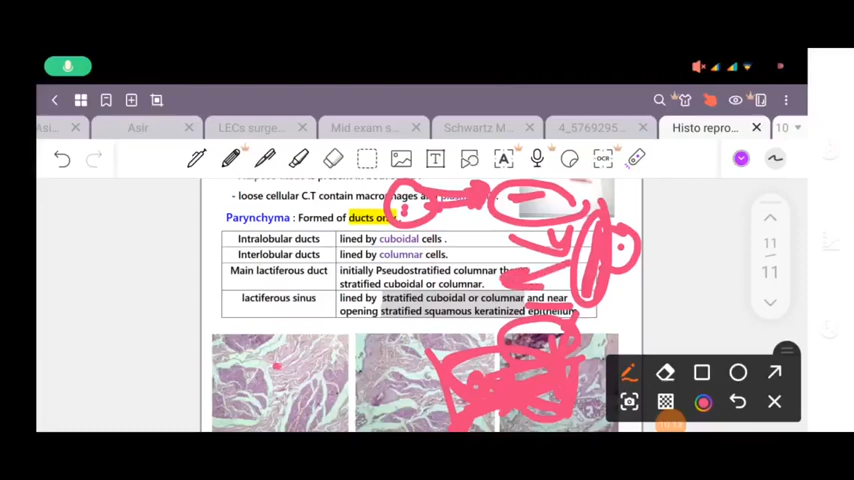 Asir
LECs surge...
Mid exam s...
Schwartz M...
4_5769295...
Histo repro...
10
OCR
- loose cellular C.T contain macrophages
Parynchyma : Formed of ducts only.
Intralobular ducts lined by cuboidal cells .
Interlobular ducts lined by columnar cells.
Main lactiferous duct initially Pseudostratified columnar then
stratified cuboidal or columnar.
lactiferous sinus lined by stratified cuboidal or columnar and near
opening stratified squamous keratinized epithelium.
11
11